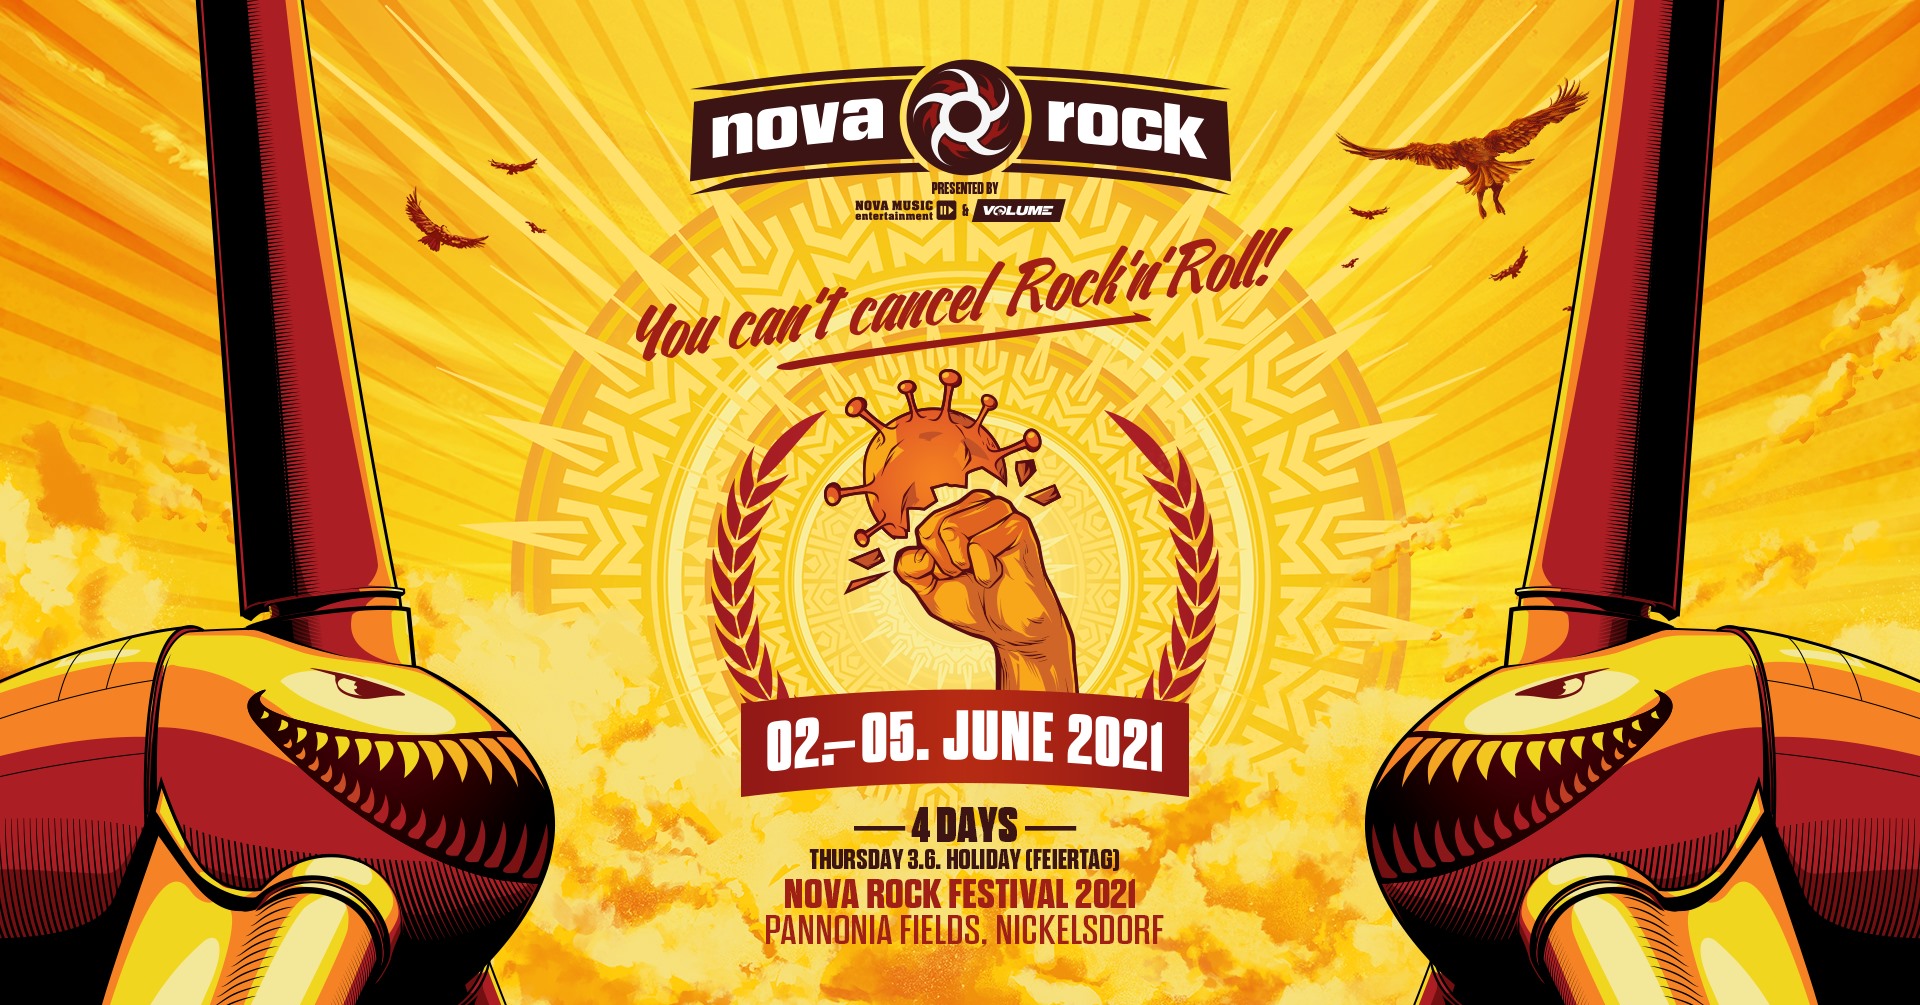 nova rock
PRESENTED BY
NOVA MUSIC entertainment & VOLUME
You can't cancel Rock'n'Roll!
02.–05. JUNE 2021
4 DAYS
THURSDAY 3.6. HOLIDAY (FEIERTAG)
NOVA ROCK FESTIVAL 2021
PANNONIA FIELDS, NICKELSDORF